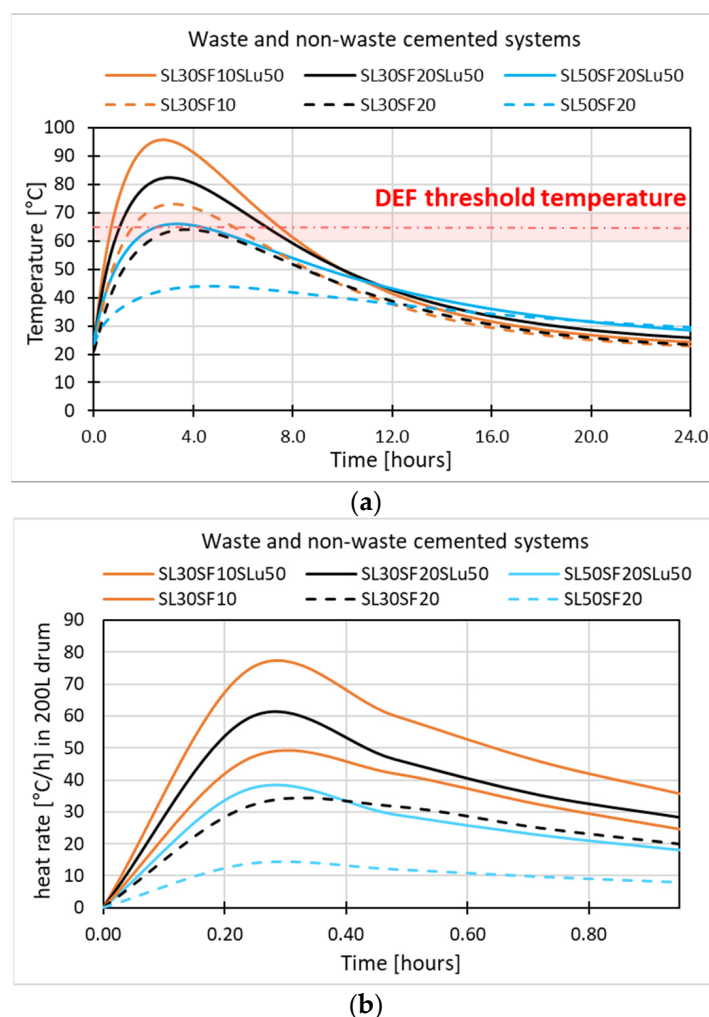 Waste and non-waste cemented systems
SL30SF10SLu50 SL30SF20SLu50 SL50SF20SLu50
SL30SF10 SL30SF20 SL50SF20
100
90
80
70
60
50
40
30
20
10
0
Temperature [°C]
DEF threshold temperature
0.0 4.0 8.0 12.0 16.0 20.0 24.0
Time [hours]
(a)
Waste and non-waste cemented systems
SL30SF10SLu50 SL30SF20SLu50 SL50SF20SLu50
SL30SF10 SL30SF20 SL50SF20
90
80
70
60
50
40
30
20
10
0
heat rate [°C/h] in 200L drum
0.00 0.20 0.40 0.60 0.80
Time [hours]
(b)